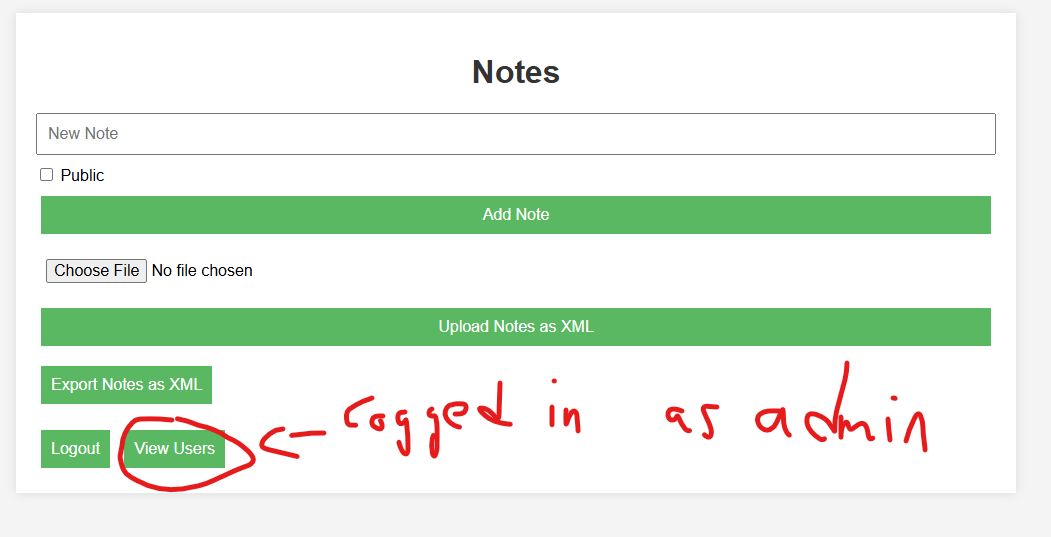 Notes
New Note
Public
Add Note
Choose File No file chosen
Upload Notes as XML
Export Notes as XML
Logout View Users ← Logged in as admin